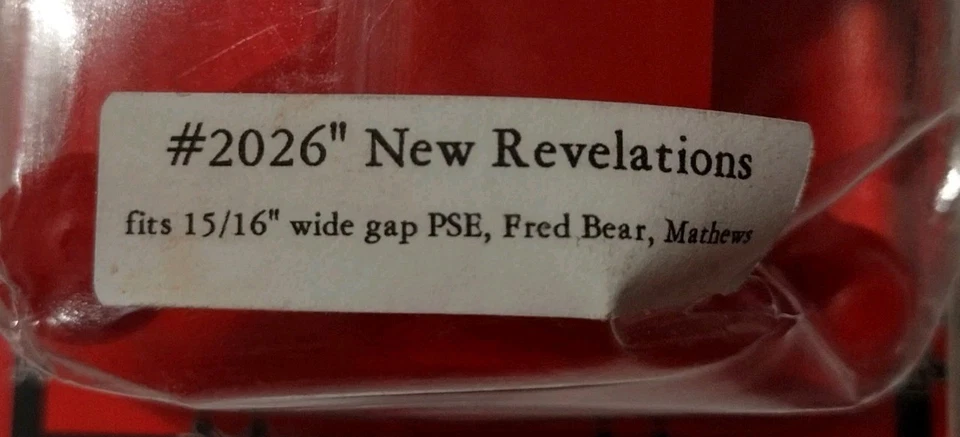 #2026" New Revelations
fits 15/16" wide gap PSE, Fred Bear, Mathews